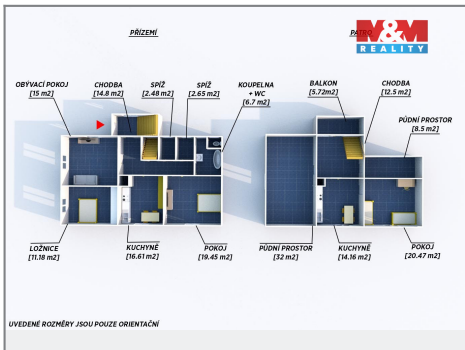 PŘÍZEMÍ
M&M
REALITY
OBÝVACÍ POKOJ
[15 m2]
CHODBA
[14.8 m2]
SPÍŽ
[2.48 m2]
SPÍŽ
[2.65 m2]
KOUPELNA
+ WC
[6.7 m2]
BALKON
[5.72m2]
CHODBA
[12.5 m2]
PŮDNÍ PROSTOR
[8.5 m2]
LOŽNICE
[11.18 m2]
KUCHYNĚ
[16.61 m2]
POKOJ
[19.45 m2]
PŮDNÍ PROSTOR
[32 m2]
KUCHYNĚ
[14.16 m2]
POKOJ
[20.47 m2]
UVEDENÉ ROZMĚRY JSOU POUZE ORIENTAČNÍ